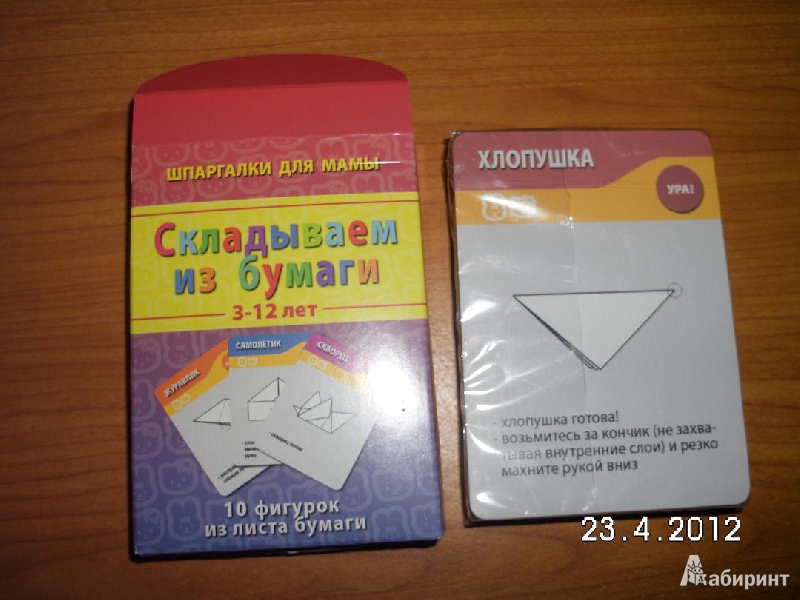 ШПАРГАЛКИ ДЛЯ МАМЫ
Складываем
из бумаги
3-12 лет
ЖУРАВЛИК
САМОЛЕТИК
СКВОРЕЦ
10 фигурок
из листа бумаги
ХЛОПУШКА
УРА!
- хлопушка готова!
- возьмитесь за кончик (не захва-
тывая внутренние слои) и резко
махните рукой вниз
23.4.2012
Лабиринт